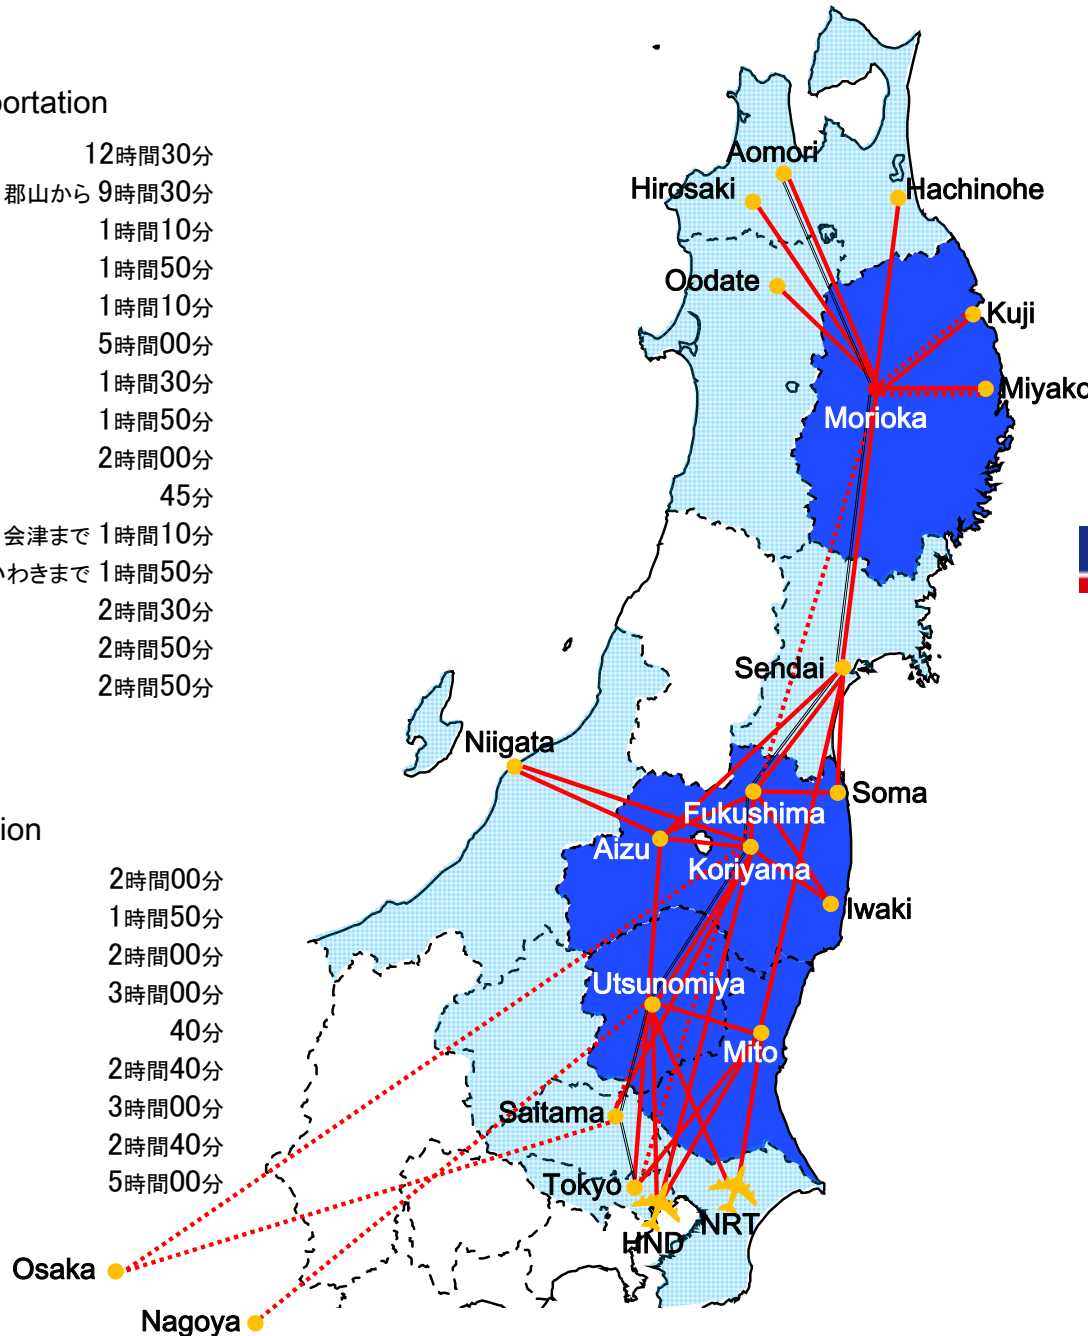 ortation
12時間30分
郡山から 9時間30分
1時間10分
1時間50分
1時間10分
5時間00分
1時間30分
1時間50分
2時間00分
45分
会津まで 1時間10分
いわきまで 1時間50分
2時間30分
2時間50分
2時間50分
ion
2時間00分
1時間50分
2時間00分
3時間00分
40分
2時間40分
3時間00分
2時間40分
5時間00分
Aomori
Hirosaki
Hachinohe
Oodate
Kuji
Miyako
Morioka
Sendai
Niigata
Soma
Fukushima
Aizu
Koriyama
Iwaki
Utsunomiya
Mito
Saitama
Tokyo
NRT
HND
Osaka
Nagoya